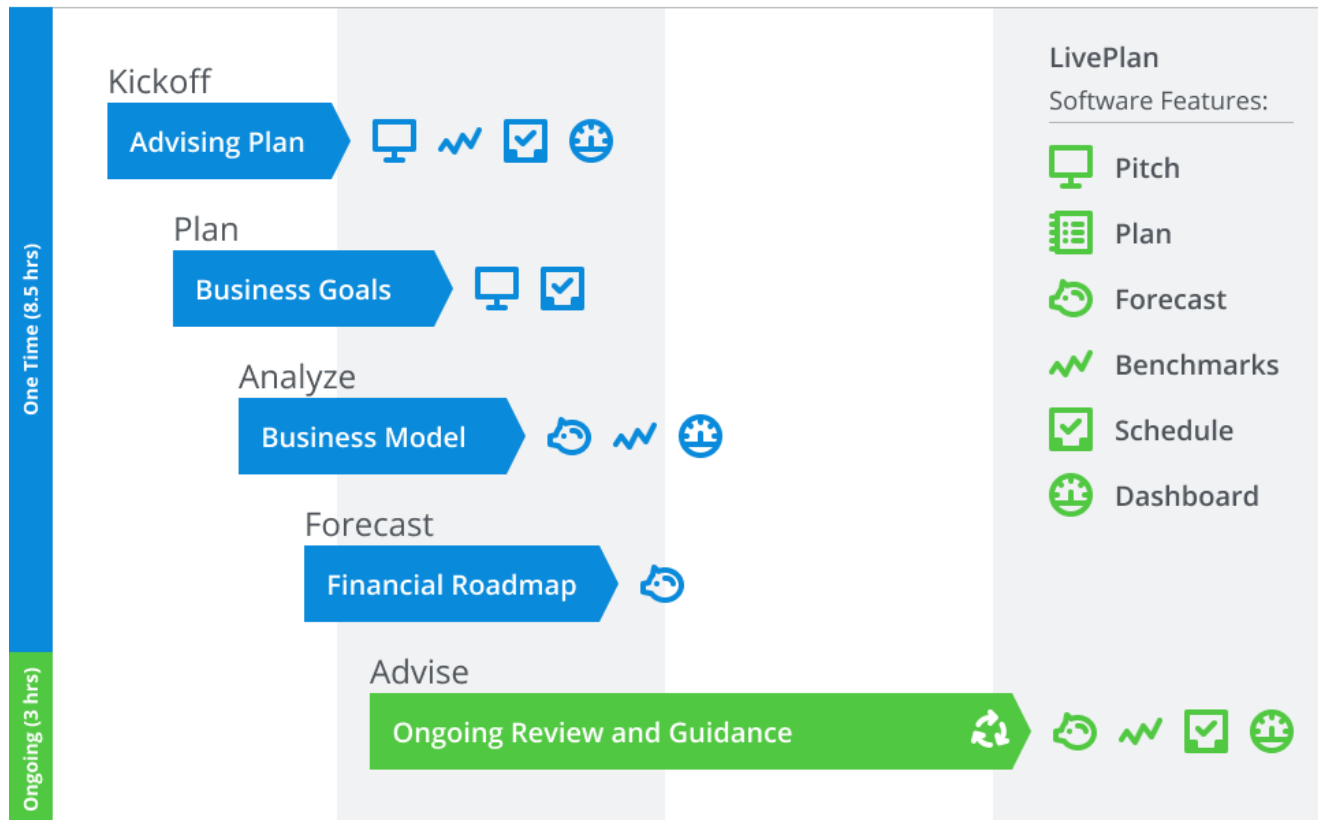 One Time (8.5 hrs)
Ongoing (3 hrs)
Kickoff
Advising Plan
Plan
Business Goals
Analyze
Business Model
Forecast
Financial Roadmap
Advise
Ongoing Review and Guidance
LivePlan
Software Features:
Pitch
Plan
Forecast
Benchmarks
Schedule
Dashboard